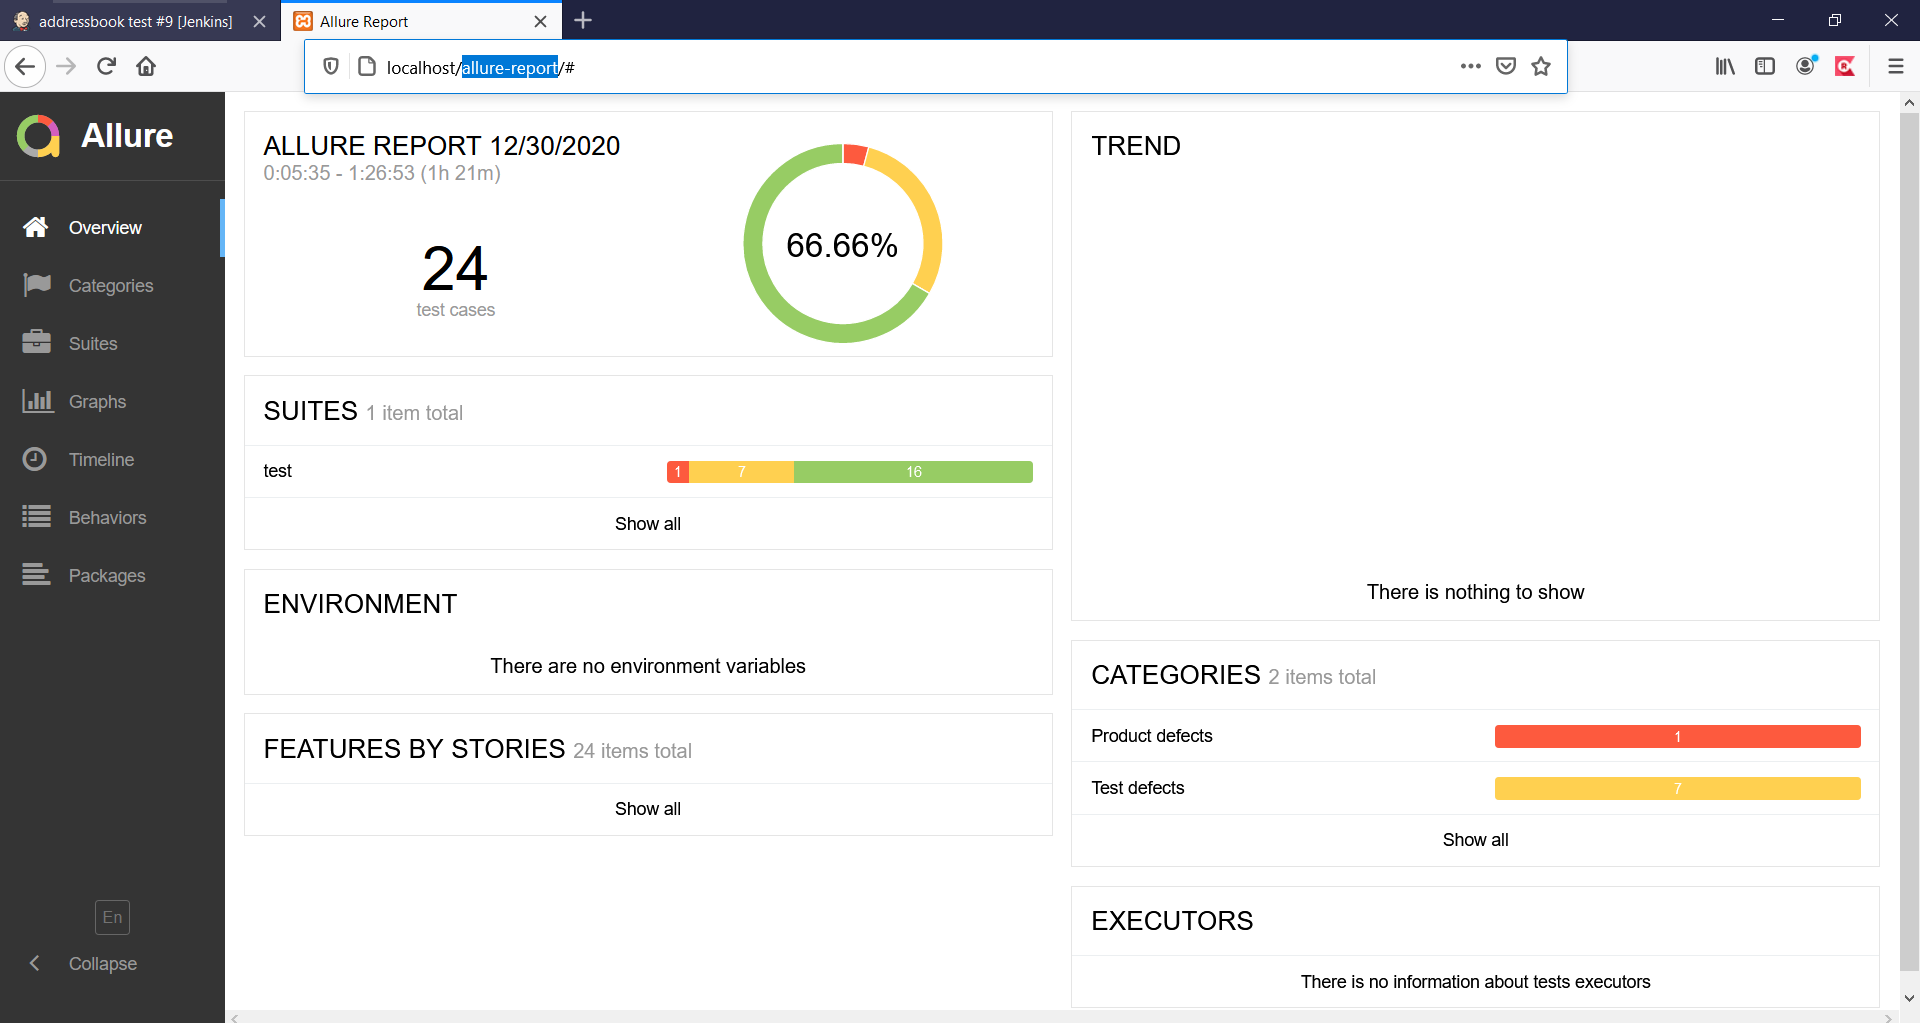 addressbook test #9 [Jenkins]
Allure Report
localhost/allure-report/#
Allure
Overview
Categories
Suites
Graphs
Timeline
Behaviors
Packages
En
Collapse
ALLURE REPORT 12/30/2020
0:05:35 - 1:26:53 (1h 21m)
24
test cases
66.66%
SUITES 1 item total
test 1 7 16
Show all
ENVIRONMENT
There are no environment variables
FEATURES BY STORIES 24 items total
Show all
TREND
There is nothing to show
CATEGORIES 2 items total
Product defects 1
Test defects 7
Show all
EXECUTORS
There is no information about tests executors